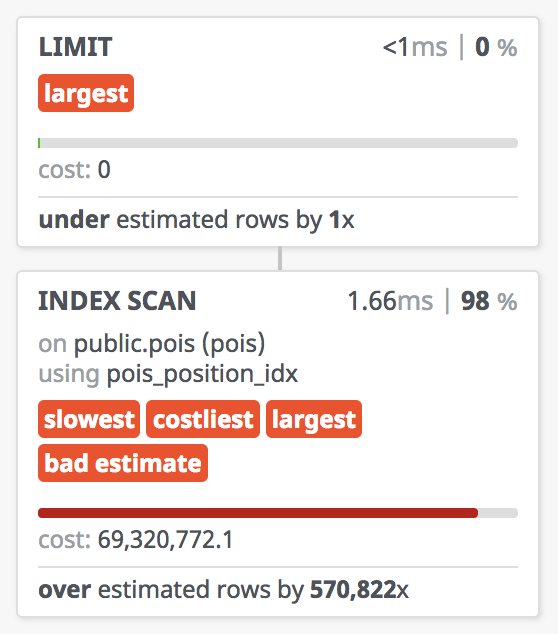 LIMIT <1ms | 0 %
largest
cost: 0
under estimated rows by 1x
INDEX SCAN 1.66ms | 98 %
on public.pois (pois)
using pois_position_idx
slowest costliest largest
bad estimate
cost: 69,320,772.1
over estimated rows by 570,822x